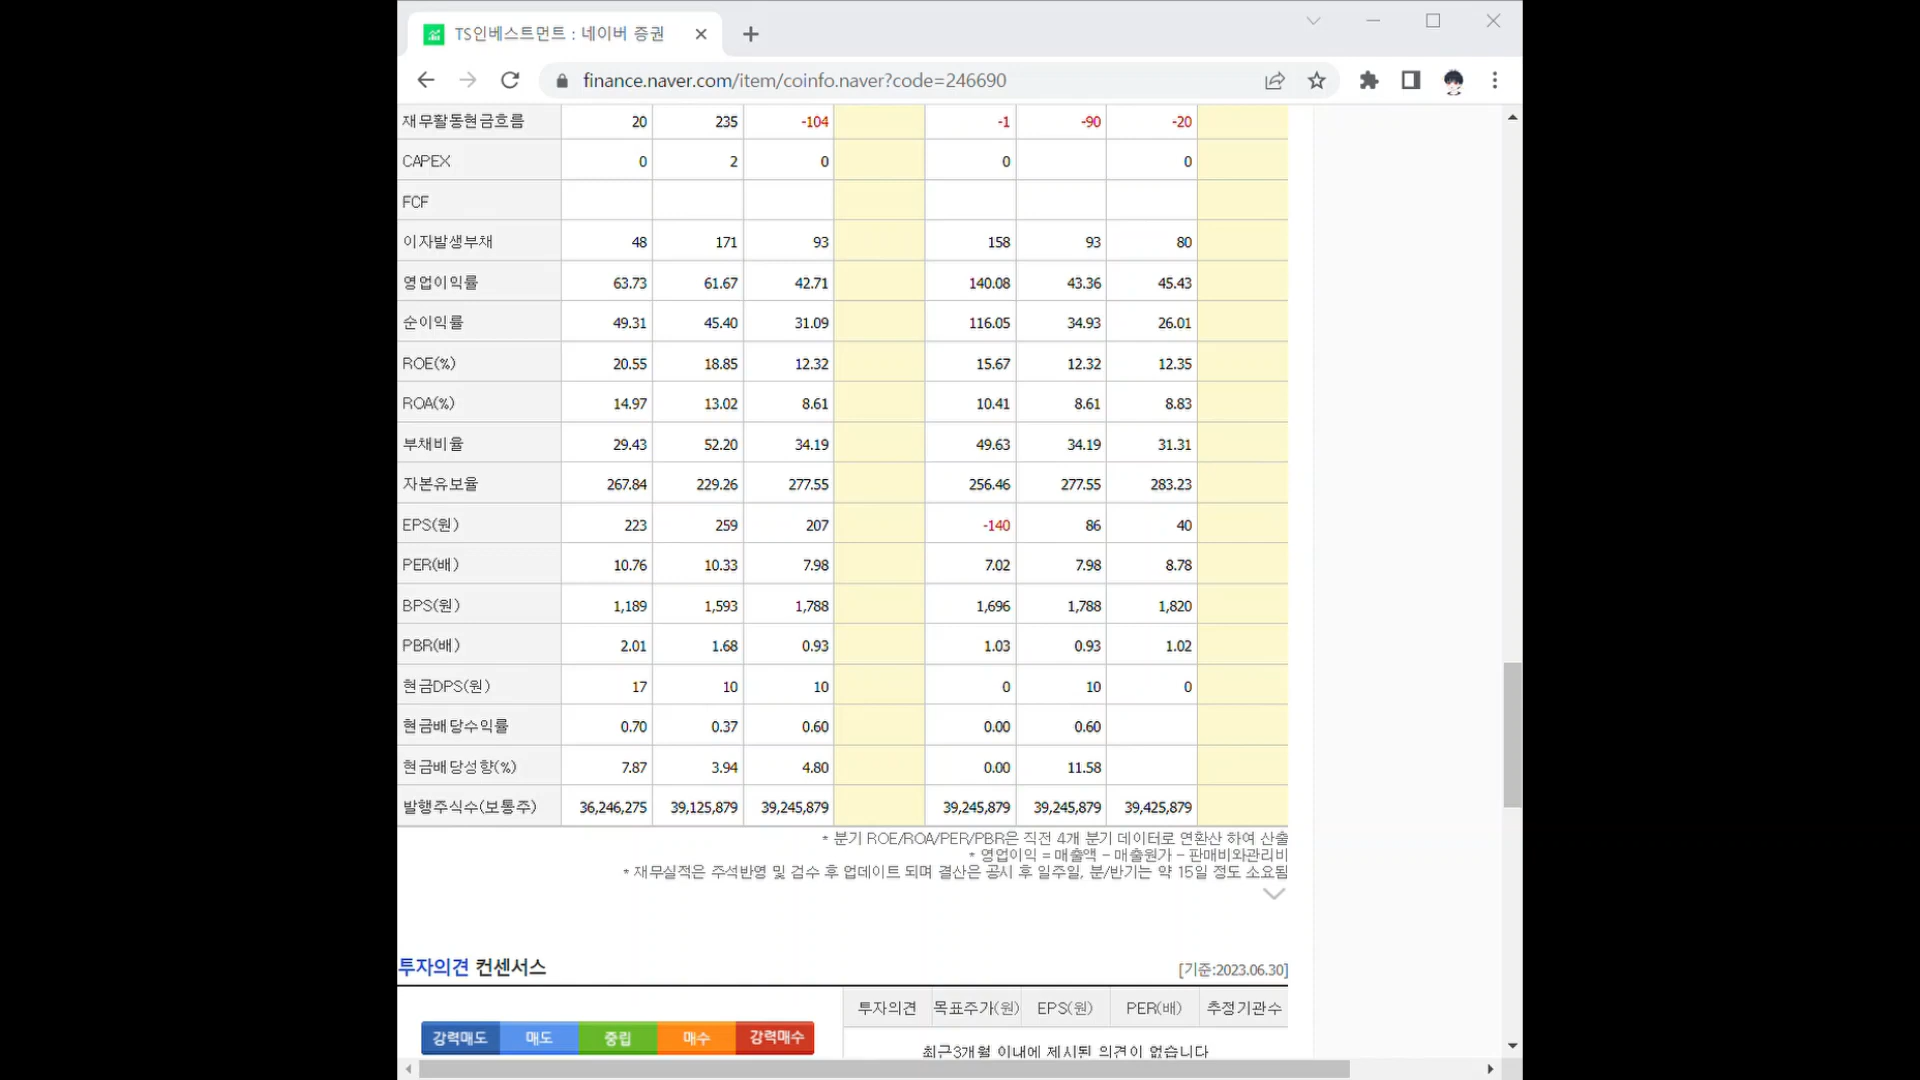 TS인베스트먼트 : 네이버 증권
finance.naver.com/item/coinfo.naver?code=246690
재무활동현금흐름 20 235 -104 -1 -90 -20
CAPEX 0 2 0 0 0
FCF
이자발생부채 48 171 93 158 93 80
영업이익률 63.73 61.67 42.71 140.08 43.36 45.43
순이익률 49.31 45.40 31.09 116.05 34.93 26.01
ROE(%) 20.55 18.85 12.32 15.67 12.32 12.35
ROA(%) 14.97 13.02 8.61 10.41 8.61 8.83
부채비율 29.43 52.20 34.19 49.63 34.19 31.31
자본유보율 267.84 229.26 277.55 256.46 277.55 283.23
EPS(원) 223 259 207 -140 86 40
PER(배) 10.76 10.33 7.98 7.02 7.98 8.78
BPS(원) 1,189 1,593 1,788 1,696 1,788 1,820
PBR(배) 2.01 1.68 0.93 1.03 0.93 1.02
현금DPS(원) 17 10 10 0 10 0
현금배당수익률 0.70 0.37 0.60 0.00 0.60
현금배당성향(%) 7.87 3.94 4.80 0.00 11.58
발행주식수(보통주) 36,246,275 39,125,879 39,245,879 39,245,879 39,245,879 39,425,879
* 분기 ROE/ROA/PER/PBR은 직전 4개 분기 데이터로 연환산 하여 산출
* 영업이익 = 매출액 - 매출원가 - 판매비와관리비
* 재무실적은 주석반영 및 검수 후 업데이트 되며 결산은 공시 후 일주일, 분/반기는 약 15일 정도 소요됨
투자의견 컨센서스 [기준:2023.06.30]
투자의견 목표주가(원) EPS(원) PER(배) 추정기관수
강력매도 매도 중립 매수 강력매수
최근3개월 이내에 제시된 의견이 없습니다